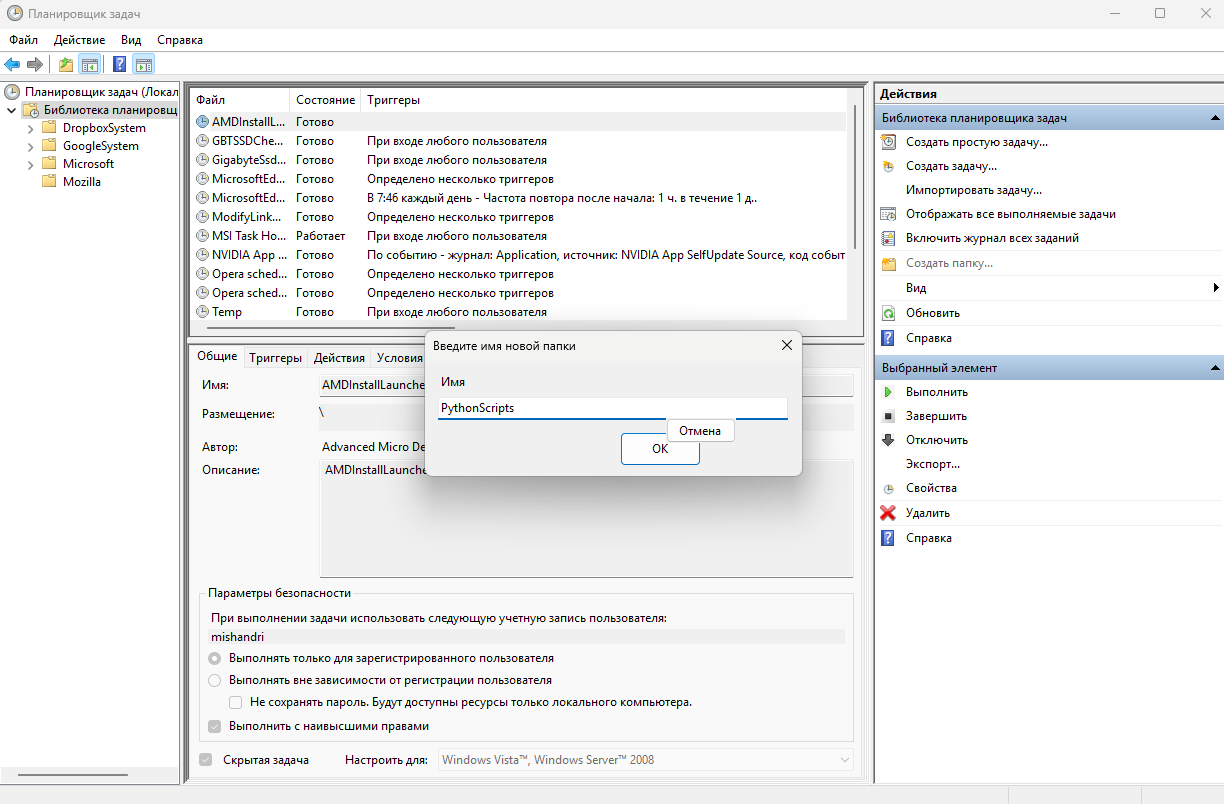 Планировщик задач
Файл Действие Вид Справка
Планировщик задач (Локал
Библиотека планировщ
DropboxSystem
GoogleSystem
Microsoft
Mozilla
Файл Состояние Триггеры
AMDInstallL... Готово
GBTSSDChe... Готово При входе любого пользователя
GigabyteSsd... Готово При входе любого пользователя
MicrosoftEd... Готово Определено несколько триггеров
MicrosoftEd... Готово В 7:46 каждый день - Частота повтора после начала: 1 ч. в течение 1 д..
ModifyLink... Готово Определено несколько триггеров
MSI Task Ho... Работает При входе любого пользователя
NVIDIA App ... Готово По событию - журнал: Application, источник: NVIDIA App SelfUpdate Source, код событ
Opera sched... Готово Определено несколько триггеров
Opera sched... Готово Определено несколько триггеров
Temp Готово При входе любого пользователя
Общие Триггеры Действия Условия
Имя: AMDInstallLaunche
Размещение: \
Автор: Advanced Micro De
Описание: AMDInstallLaunche
Параметры безопасности
При выполнении задачи использовать следующую учетную запись пользователя:
mishandri
Выполнять только для зарегистрированного пользователя
Выполнять вне зависимости от регистрации пользователя
Не сохранять пароль. Будут доступны ресурсы только локального компьютера.
Выполнить с наивысшими правами
Скрытая задача Настроить для: Windows Vista™, Windows Server™ 2008
Введите имя новой папки
Имя
PythonScripts
Отмена
OK
Действия
Библиотека планировщика задач
Создать простую задачу...
Создать задачу...
Импортировать задачу...
Отображать все выполняемые задачи
Включить журнал всех заданий
Создать папку...
Вид
Обновить
Справка
Выбранный элемент
Выполнить
Завершить
Отключить
Экспорт...
Свойства
Удалить
Справка